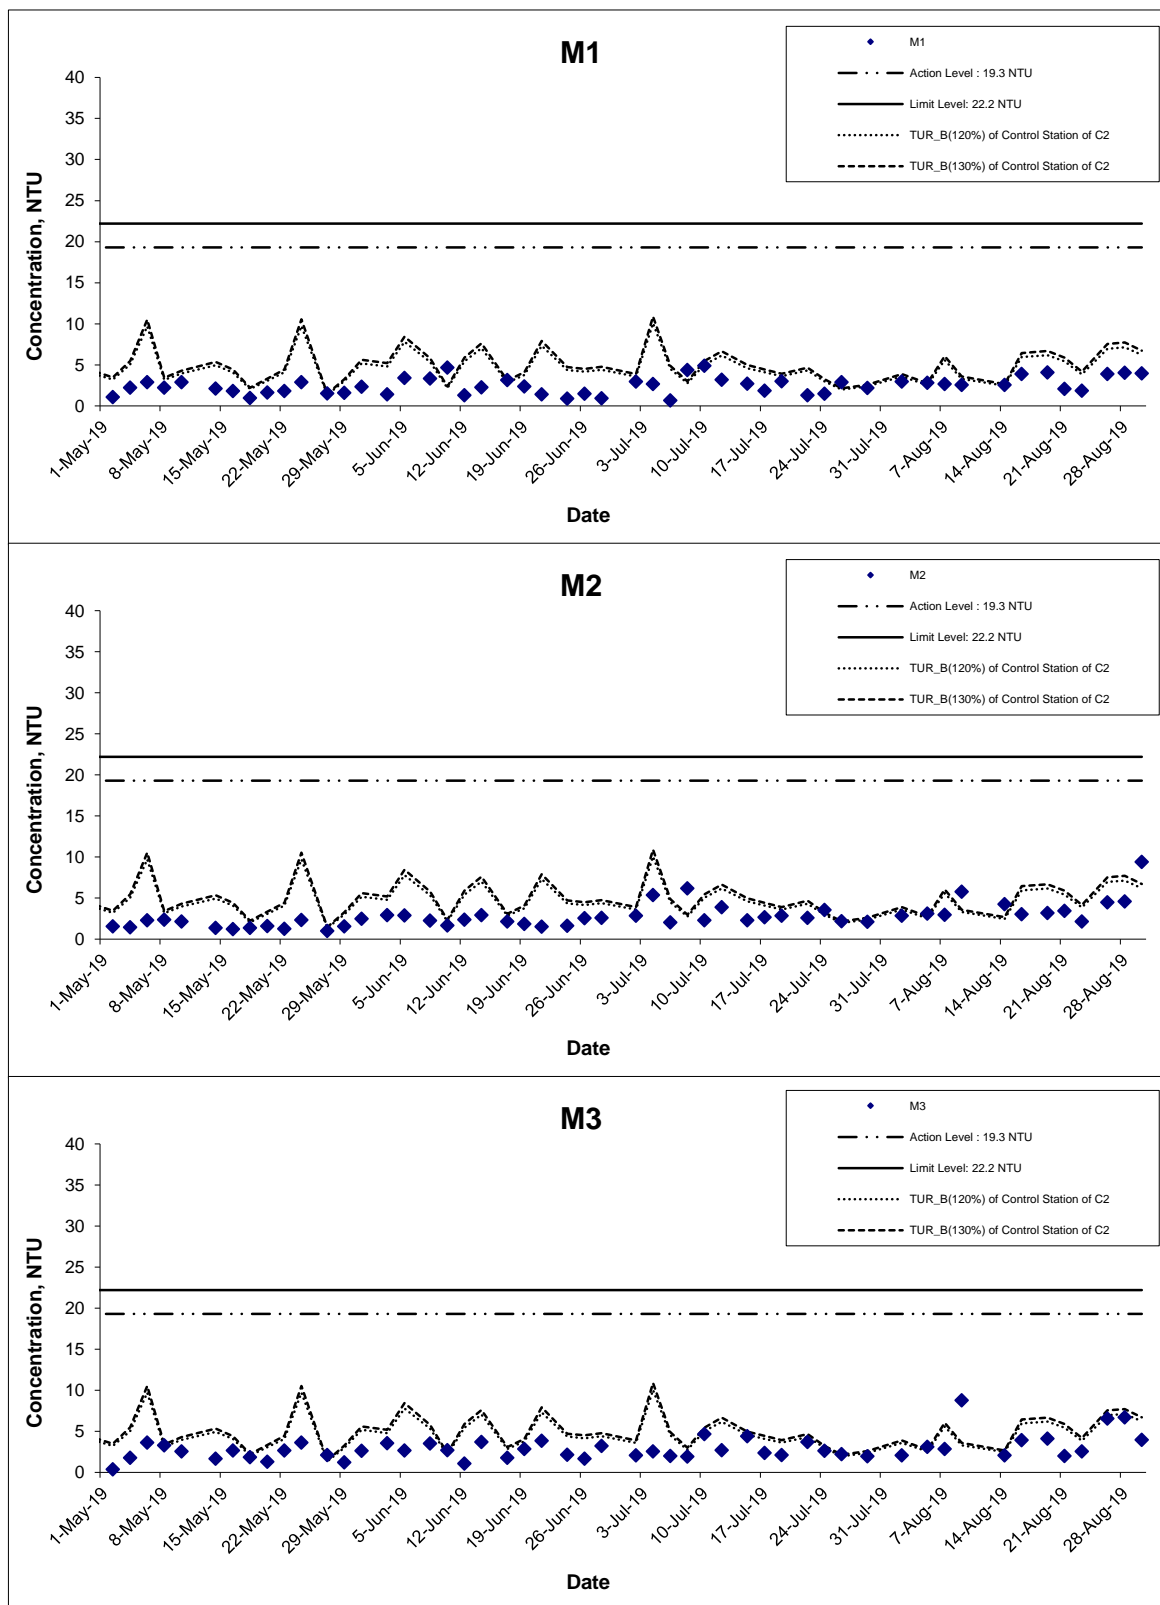 M1
M1
Action Level : 19.3 NTU
Limit Level: 22.2 NTU
TUR_B(120%) of Control Station of C2
TUR_B(130%) of Control Station of C2
40
35
30
25
20
15
10
5
0
Concentration, NTU
1-May-19
8-May-19
15-May-19
22-May-19
29-May-19
5-Jun-19
12-Jun-19
19-Jun-19
26-Jun-19
3-Jul-19
10-Jul-19
17-Jul-19
24-Jul-19
31-Jul-19
7-Aug-19
14-Aug-19
21-Aug-19
28-Aug-19
Date
M2
M2
Action Level : 19.3 NTU
Limit Level: 22.2 NTU
TUR_B(120%) of Control Station of C2
TUR_B(130%) of Control Station of C2
40
35
30
25
20
15
10
5
0
Concentration, NTU
1-May-19
8-May-19
15-May-19
22-May-19
29-May-19
5-Jun-19
12-Jun-19
19-Jun-19
26-Jun-19
3-Jul-19
10-Jul-19
17-Jul-19
24-Jul-19
31-Jul-19
7-Aug-19
14-Aug-19
21-Aug-19
28-Aug-19
Date
M3
M3
Action Level : 19.3 NTU
Limit Level: 22.2 NTU
TUR_B(120%) of Control Station of C2
TUR_B(130%) of Control Station of C2
40
35
30
25
20
15
10
5
0
Concentration, NTU
1-May-19
8-May-19
15-May-19
22-May-19
29-May-19
5-Jun-19
12-Jun-19
19-Jun-19
26-Jun-19
3-Jul-19
10-Jul-19
17-Jul-19
24-Jul-19
31-Jul-19
7-Aug-19
14-Aug-19
21-Aug-19
28-Aug-19
Date